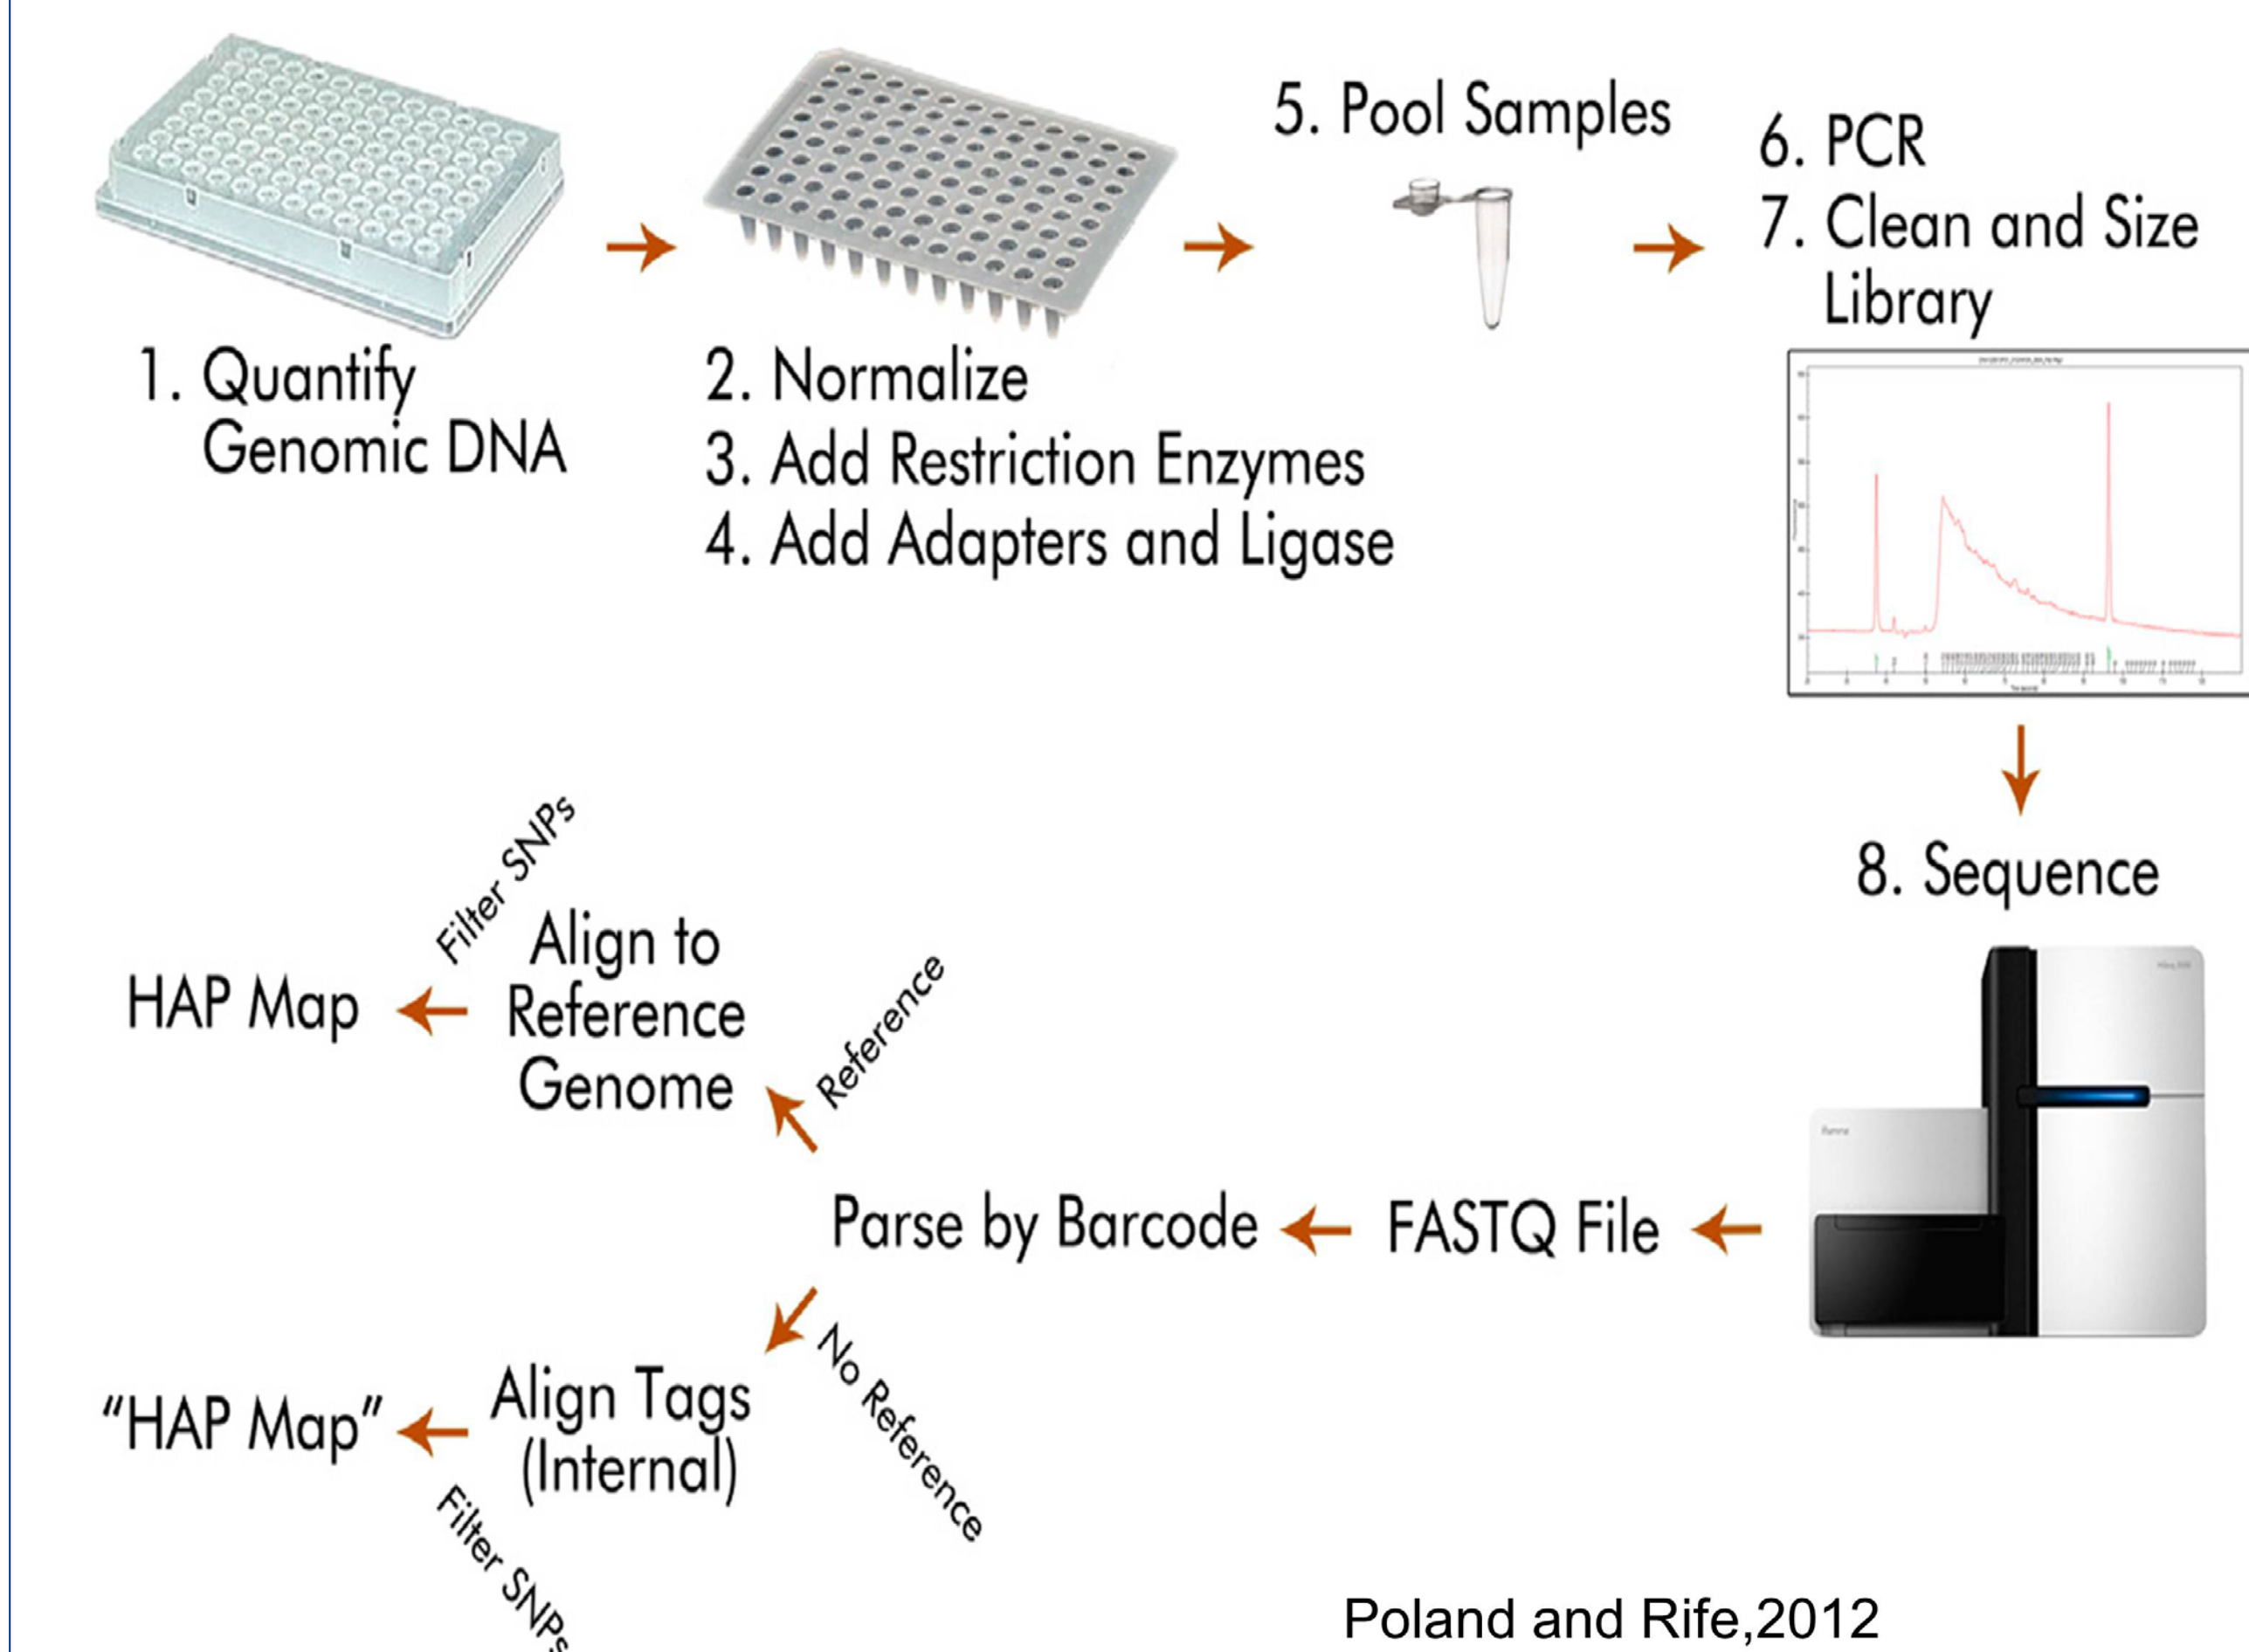 1. Quantify
Genomic DNA
2. Normalize
3. Add Restriction Enzymes
4. Add Adapters and Ligase
5. Pool Samples
6. PCR
7. Clean and Size
Library
8. Sequence
FASTQ File
Parse by Barcode
Reference
Align to
Reference
Genome
Filter SNPs
HAP Map
No Reference
Align Tags
(Internal)
Filter SNPs
"HAP Map"
Poland and Rife,2012